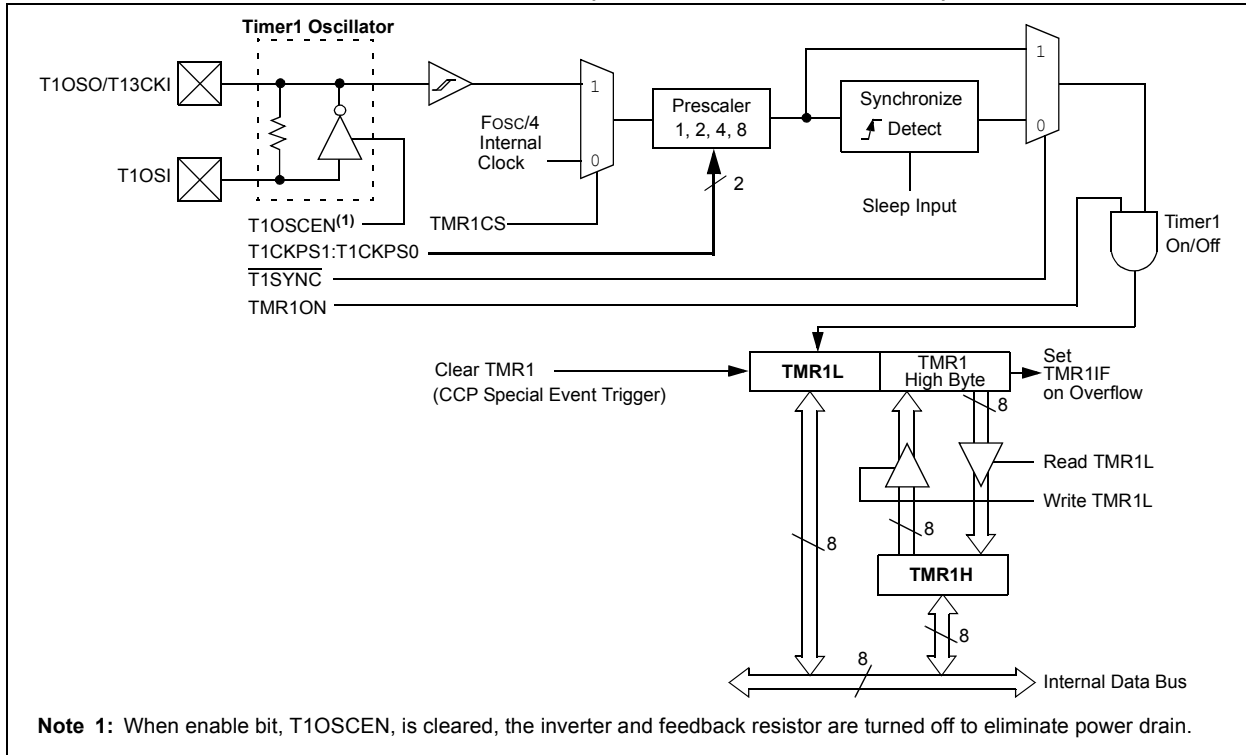 Timer1 Oscillator
T1OSO/T13CKI
T1OSI
1
FOSC/4
Internal
Clock
0
Prescaler
1, 2, 4, 8
2
Synchronize
Detect
1
0
Sleep Input
T1OSCEN(1)
TMR1CS
T1CKPS1:T1CKPS0
T1SYNC
TMR1ON
Timer1
On/Off
Clear TMR1
(CCP Special Event Trigger)
TMR1L
TMR1
High Byte
Set
TMR1IF
on Overflow
8
Read TMR1L
Write TMR1L
8
8
TMR1H
8
8
Internal Data Bus
Note 1: When enable bit, T1OSCEN, is cleared, the inverter and feedback resistor are turned off to eliminate power drain.